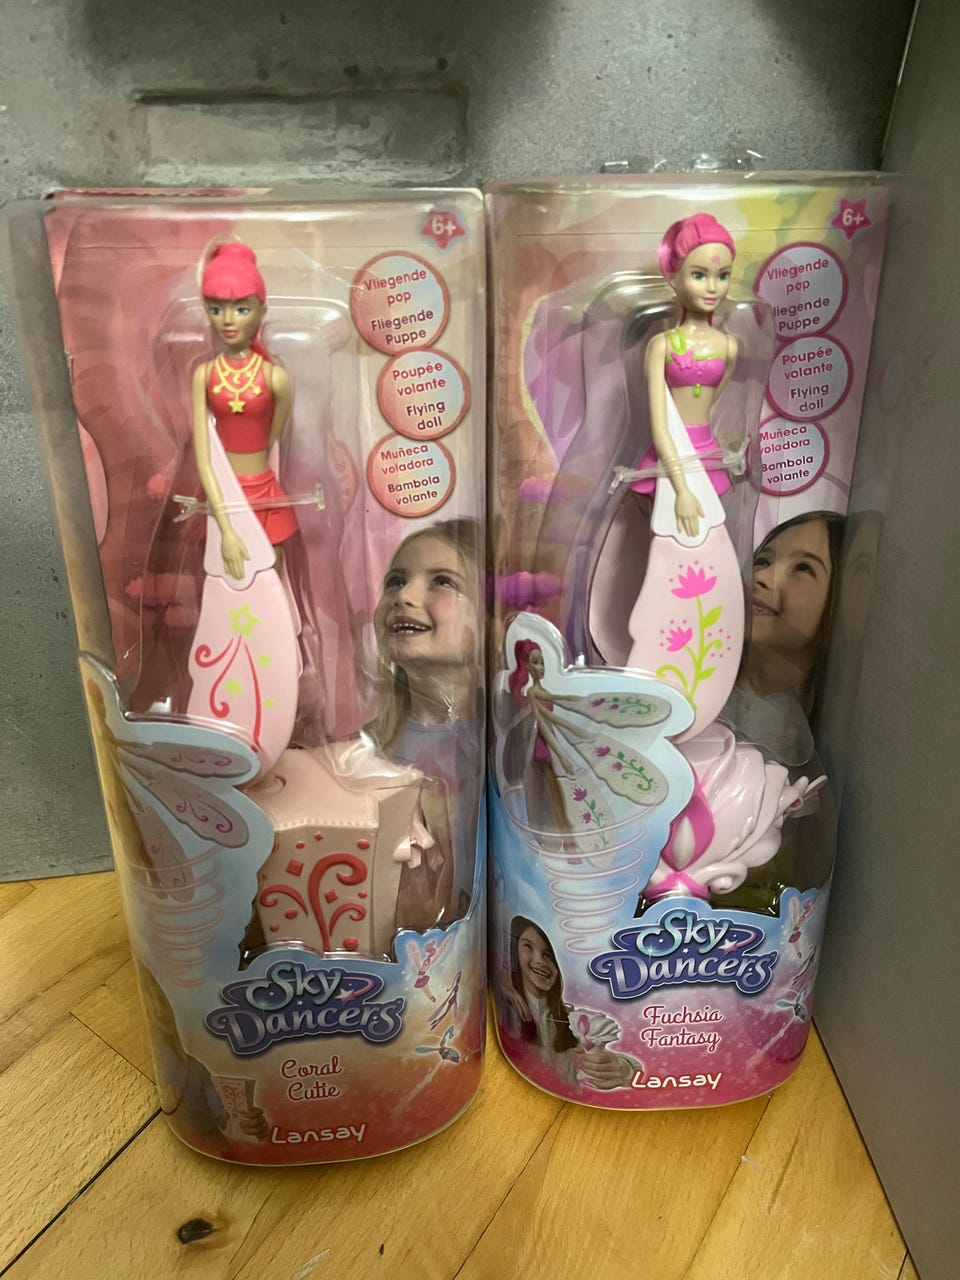 6+
Vliegende
pop
Fliegende
Puppe
Poupée
volante
Flying
doll
Muñeca
voladora
Bambola
volante
Sky
Dancers
Coral
Cutie
Lansay
6+
Vliegende
pop
liegende
Puppe
Poupée
volante
Flying
doll
Muñeca
voladora
Bambola
volante
Sky
Dancers
Fuchsia
Fantasy
Lansay